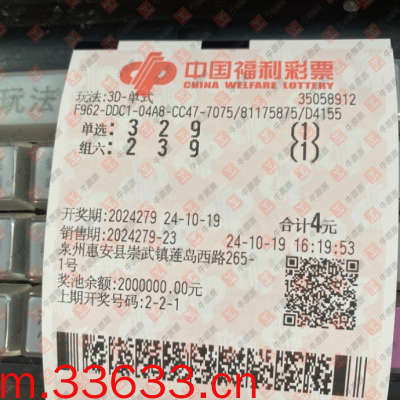 中国福利彩票
CHINA WELFARE LOTTERY
玩法
玩法:3D-单式 35058912
F962-DDC1-04A8-CC47-7075/81175875/D4155
单选:3 2 9 (1)
组六:2 3 9 (1)
开奖期:2024279 24-10-19 合计4元
销售期:2024279-23 24-10-19 16:19:53
泉州惠安县崇武镇莲岛西路265-
1号
奖池余额:2000000.00元
上期开奖号码:2-2-1
m.33633.cn